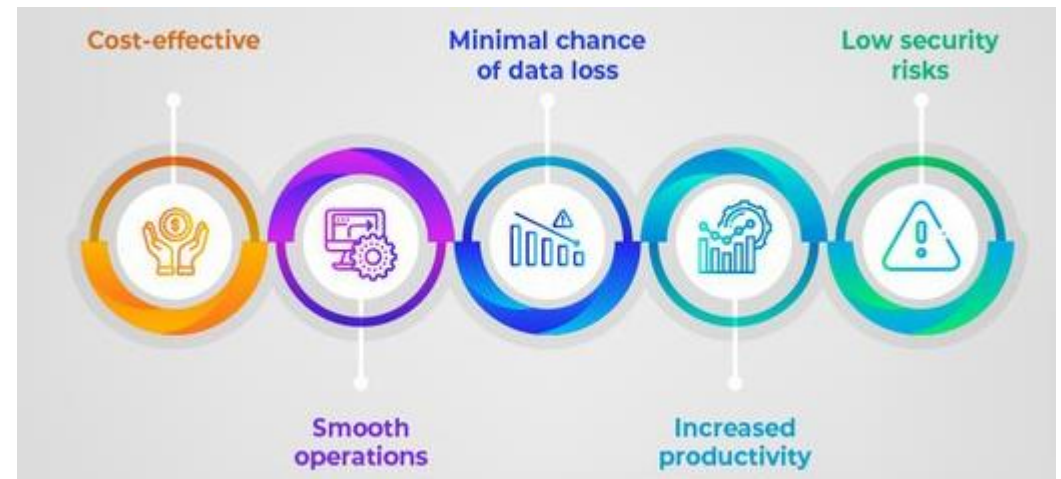 Cost-effective
Smooth
operations
Minimal chance
of data loss
Increased
productivity
Low security
risks